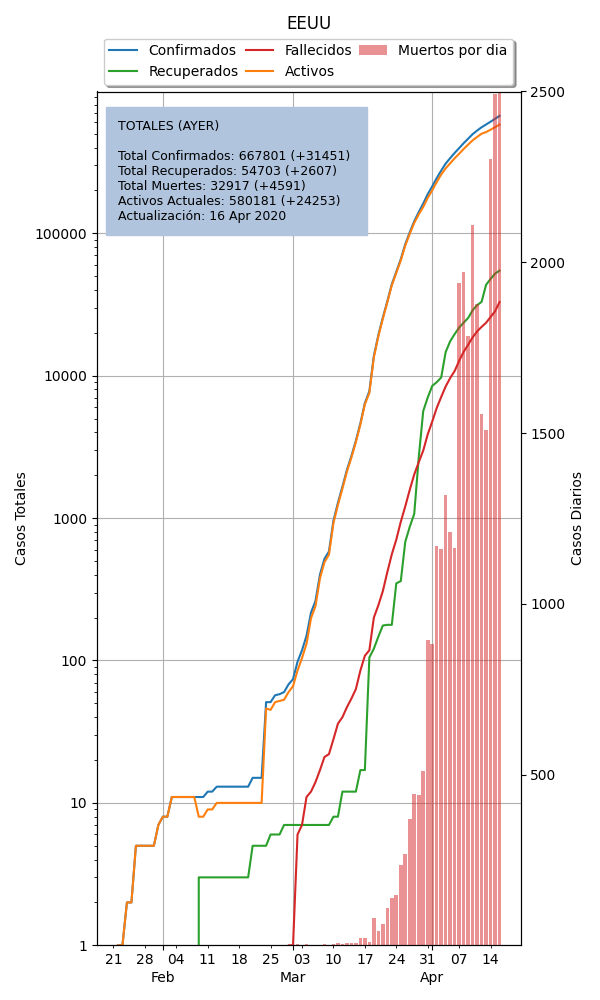 EEUU
Confirmados Fallecidos Muertos por dia
Recuperados Activos
TOTALES (AYER)
Total Confirmados: 667801 (+31451)
Total Recuperados: 54703 (+2607)
Total Muertes: 32917 (+4591)
Activos Actuales: 580181 (+24253)
Actualización: 16 Apr 2020
2500
100000
2000
10000
1500
Casos Totales
Casos Diarios
1000
1000
100
500
10
1
21 28 04 11 18 25 03 10 17 24 31 07 14
Feb Mar Apr